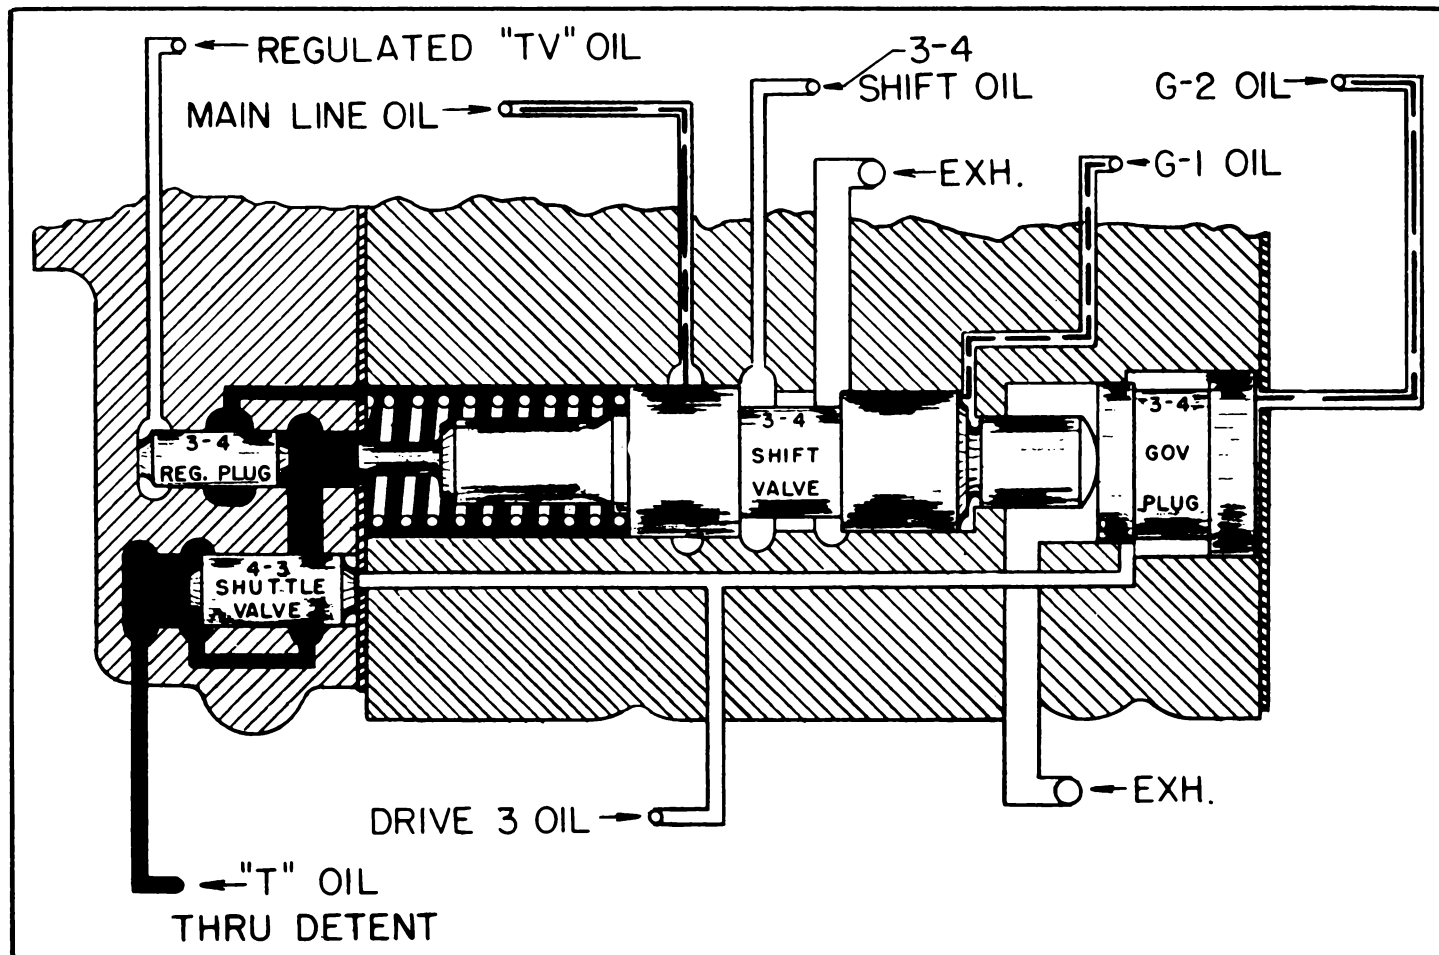 REGULATED "TV" OIL
MAIN LINE OIL
3-4
SHIFT OIL
G-2 OIL
EXH.
G-1 OIL
3-4
REG. PLUG
3-4
SHIFT
VALVE
3-4
GOV
PLUG
4-3
SHUTTLE
VALVE
DRIVE 3 OIL
EXH.
"T" OIL
THRU DETENT